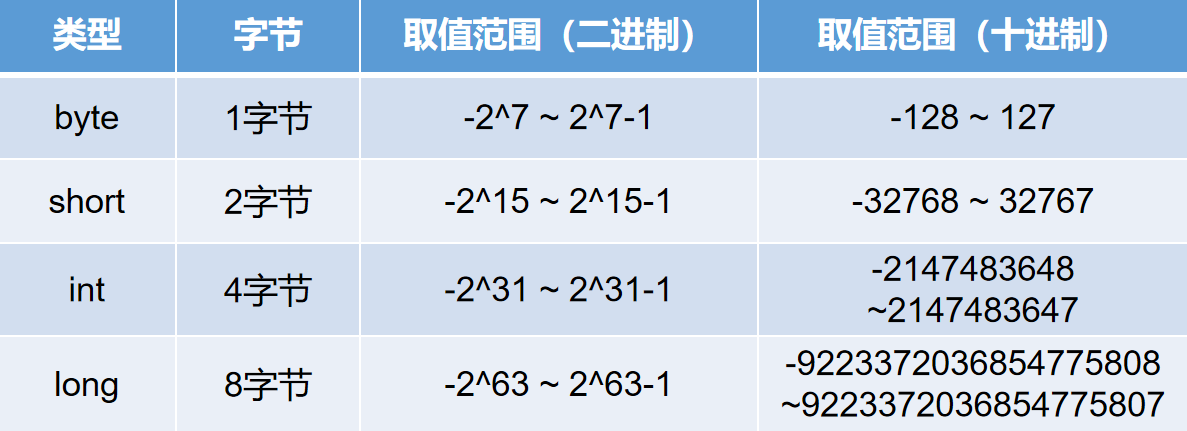 类型 字节 取值范围（二进制） 取值范围（十进制）
byte 1字节 -2^7 ~ 2^7-1 -128 ~ 127
short 2字节 -2^15 ~ 2^15-1 -32768 ~ 32767
int 4字节 -2^31 ~ 2^31-1 -2147483648
~2147483647
long 8字节 -2^63 ~ 2^63-1 -9223372036854775808
~9223372036854775807